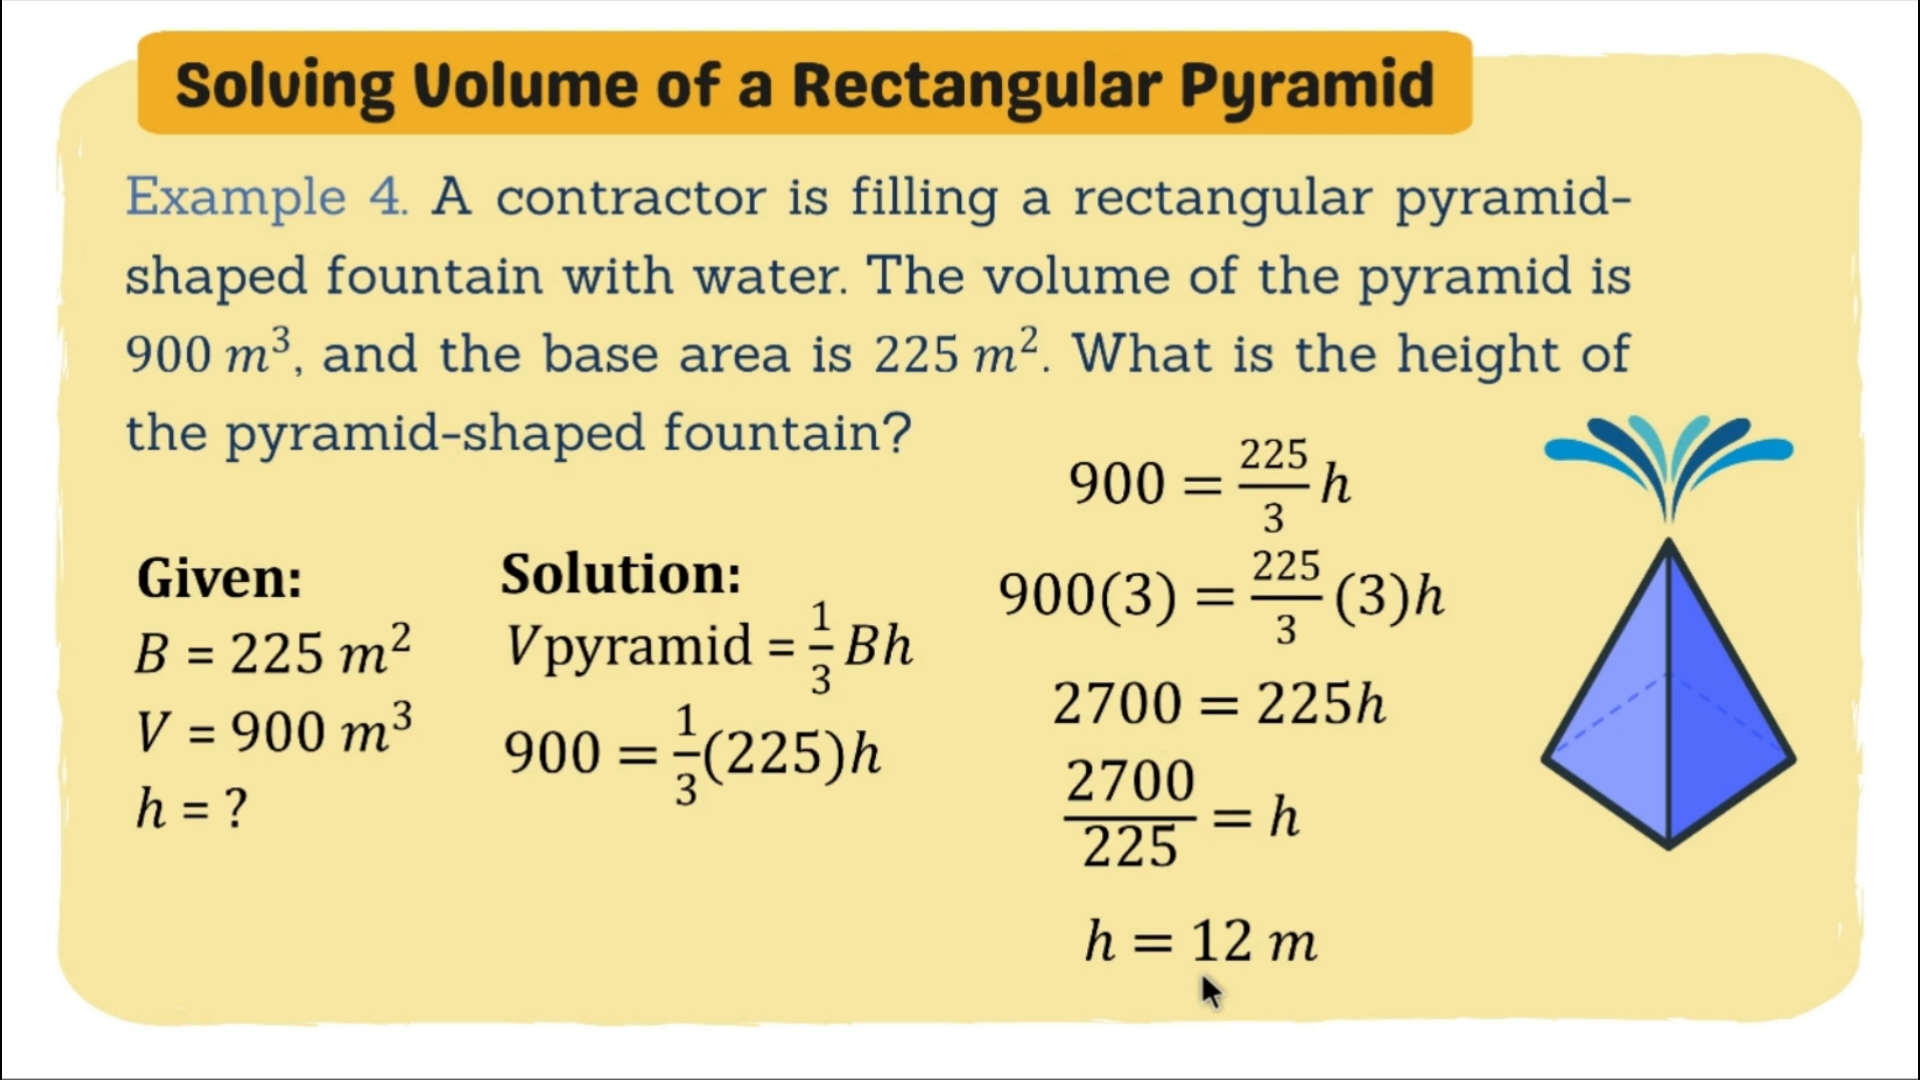 Solving Volume of a Rectangular Pyramid
Example 4. A contractor is filling a rectangular pyramid-
shaped fountain with water. The volume of the pyramid is
900 m³, and the base area is 225 m². What is the height of
the pyramid-shaped fountain?
Given:
B = 225 m²
V = 900 m³
h = ?
Solution:
Vpyramid = 1/3 Bh
900 = 1/3 (225)h
900 = 225/3 h
900(3) = 225/3 (3)h
2700 = 225h
2700/225 = h
h = 12 m